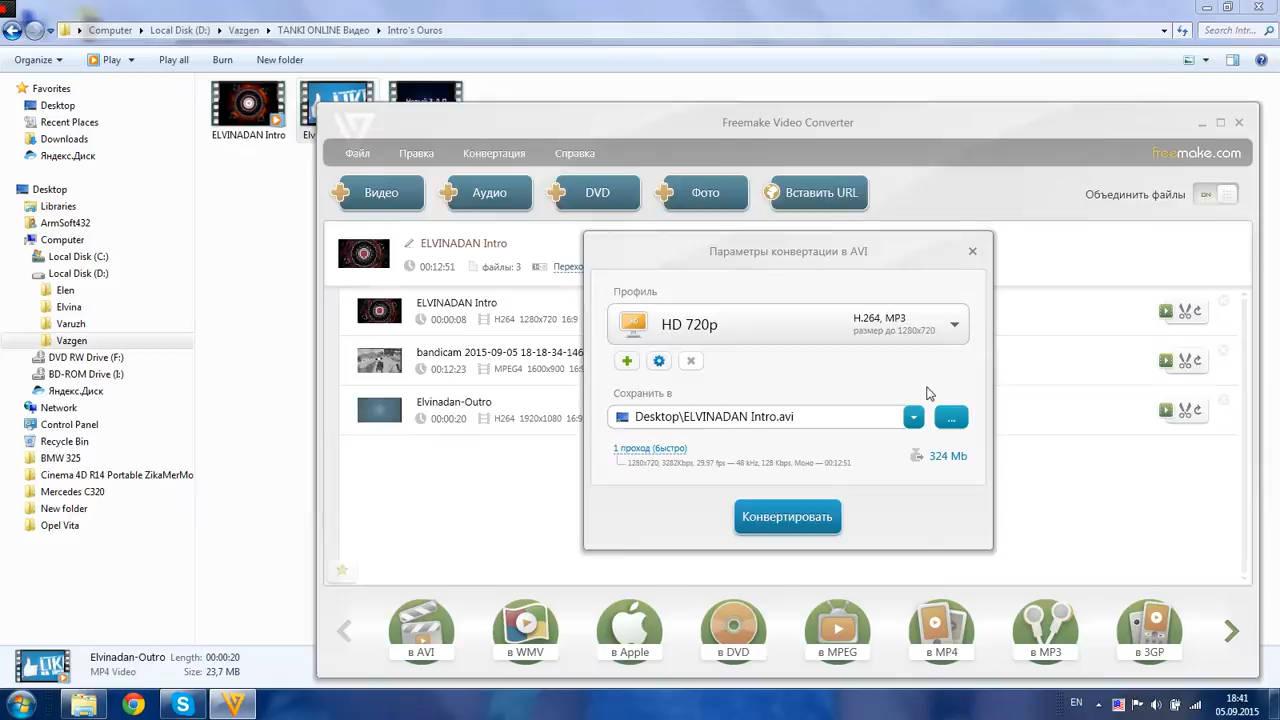 Computer
Local Disk (D:)
Vazgen
TANKI ONLINE Видео
Intro's Ouros
Search Intr...
Organize
Play
Play all
Burn
New folder
Favorites
Desktop
Recent Places
Downloads
Яндекс.Диск
Desktop
Libraries
ArmSoft432
Computer
Local Disk (C:)
Local Disk (D:)
Elen
Elvina
Varuzh
Vazgen
DVD RW Drive (F:)
BD-ROM Drive (I:)
Яндекс.Диск
Network
Control Panel
Recycle Bin
BMW 325
Cinema 4D R14 Portable ZikaMerMo
Mercedes C320
New folder
Opel Vita
ELVINADAN Intro
Elv
Freemake Video Converter
Файл
Правка
Конвертация
Справка
freemake.com
Видео
Аудио
DVD
Фото
Вставить URL
Объединить файлы
ON
ELVINADAN Intro
00:12:51
файлы: 3
Перехо
ELVINADAN Intro
00:00:08
H264 1280x720 16:9
bandicam 2015-09-05 18-18-34-146
00:12:23
MPEG4 1600x900 16:9
Elvinadan-Outro
00:00:20
H264 1920x1080 16:9
Параметры конвертации в AVI
Профиль
HD 720p
H.264, MP3
размер до 1280x720
Сохранить в
Desktop\ELVINADAN Intro.avi
...
1 проход (быстро)
1280x720, 3282Kbps, 29,97 fps — 48 kHz, 128 Kbps, Моно — 00:12:51
324 Mb
Конвертировать
в AVI
в WMV
в Apple
в DVD
в MPEG
в MP4
в MP3
в 3GP
Elvinadan-Outro
Length: 00:00:20
MP4 Video
Size: 23,7 MB
EN
18:41
05.09.2015